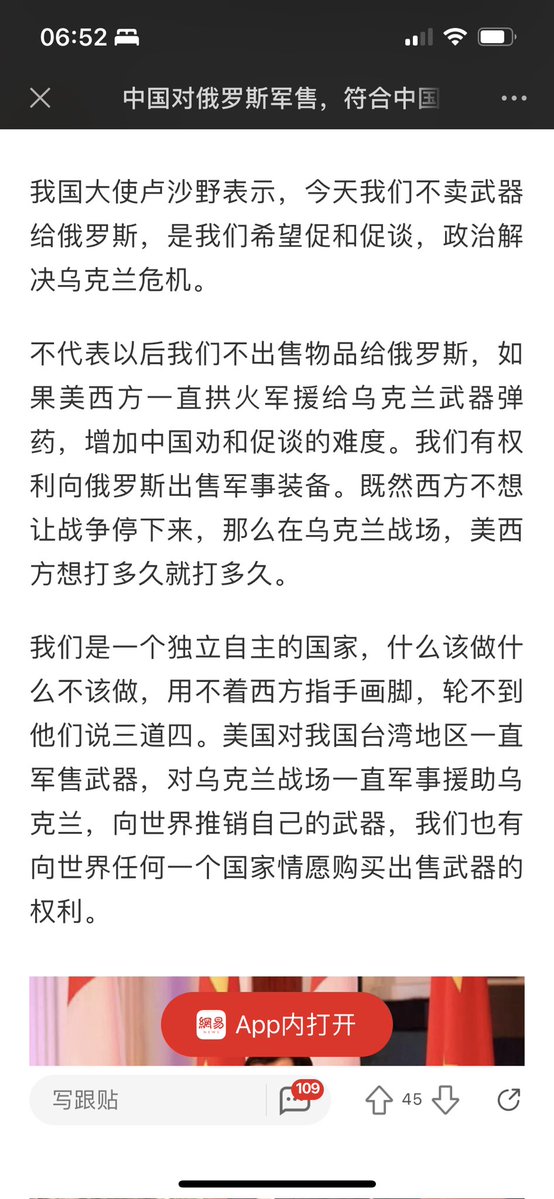 06:52
中国对俄罗斯军售，符合中国
我国大使卢沙野表示，今天我们不卖武器
给俄罗斯，是我们希望促和促谈，政治解
决乌克兰危机。
不代表以后我们不出售物品给俄罗斯，如
果美西方一直拱火军援给乌克兰武器弹
药，增加中国劝和促谈的难度。我们有权
利向俄罗斯出售军事装备。既然西方不想
让战争停下来，那么在乌克兰战场，美西
方想打多久就打多久。
我们是一个独立自主的国家，什么该做什
么不该做，用不着西方指手画脚，轮不到
他们说三道四。美国对我国台湾地区一直
军售武器，对乌克兰战场一直军事援助乌
克兰，向世界推销自己的武器，我们也有
向世界任何一个国家情愿购买出售武器的
权利。
網易
NEWS
App内打开
写跟贴
109
45